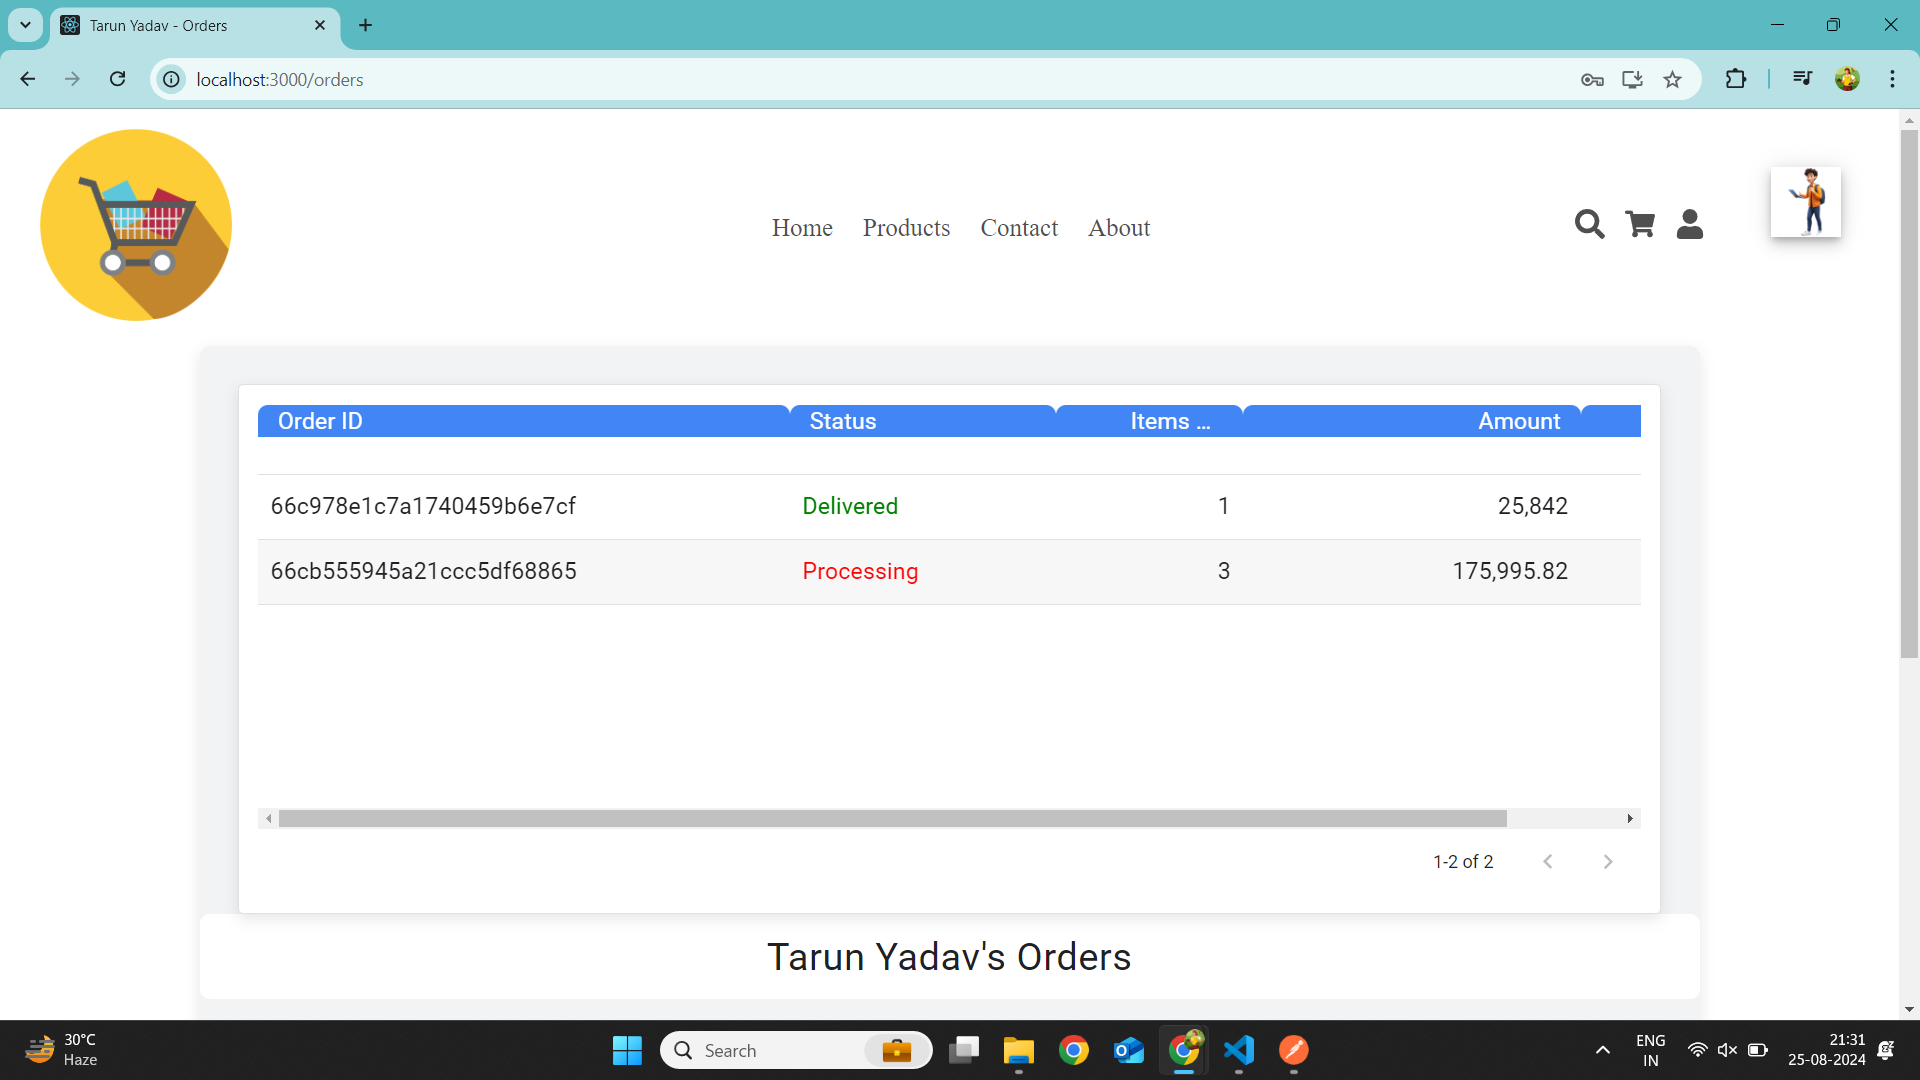 Tarun Yadav - Orders
localhost:3000/orders
Home Products Contact About
Order ID Status Items ... Amount
66c978e1c7a1740459b6e7cf Delivered 1 25,842
66cb555945a21ccc5df68865 Processing 3 175,995.82
1-2 of 2
Tarun Yadav's Orders
30°C
Haze
Search
ENG
IN
21:31
25-08-2024